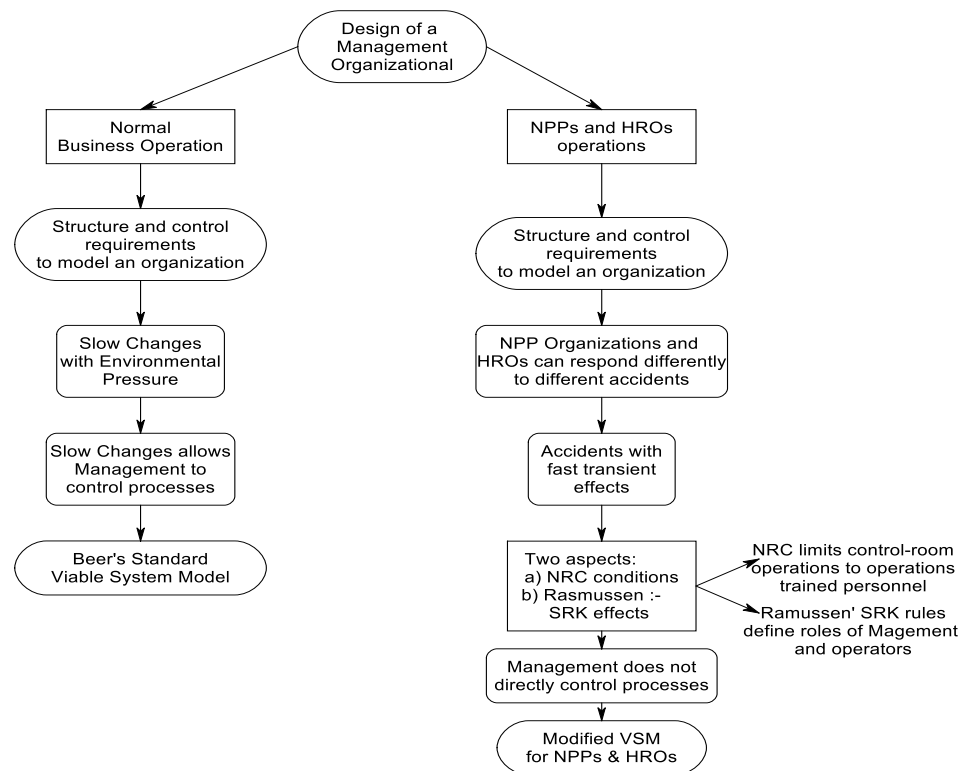 Design of a
Management
Organizational
Normal
Business Operation
Structure and control
requirements
to model an organization
Slow Changes
with Environmental
Pressure
Slow Changes allows
Management to
control processes
Beer's Standard
Viable System Model
NPPs and HROs
operations
Structure and control
requirements
to model an organization
NPP Organizations and
HROs can respond differently
to different accidents
Accidents with
fast transient
effects
Two aspects:
a) NRC conditions
b) Rasmussen :-
SRK effects
NRC limits control-room
operations to operations
trained personnel
Ramussen' SRK rules
define roles of Magement
and operators
Management does not
directly control processes
Modified VSM
for NPPs & HROs